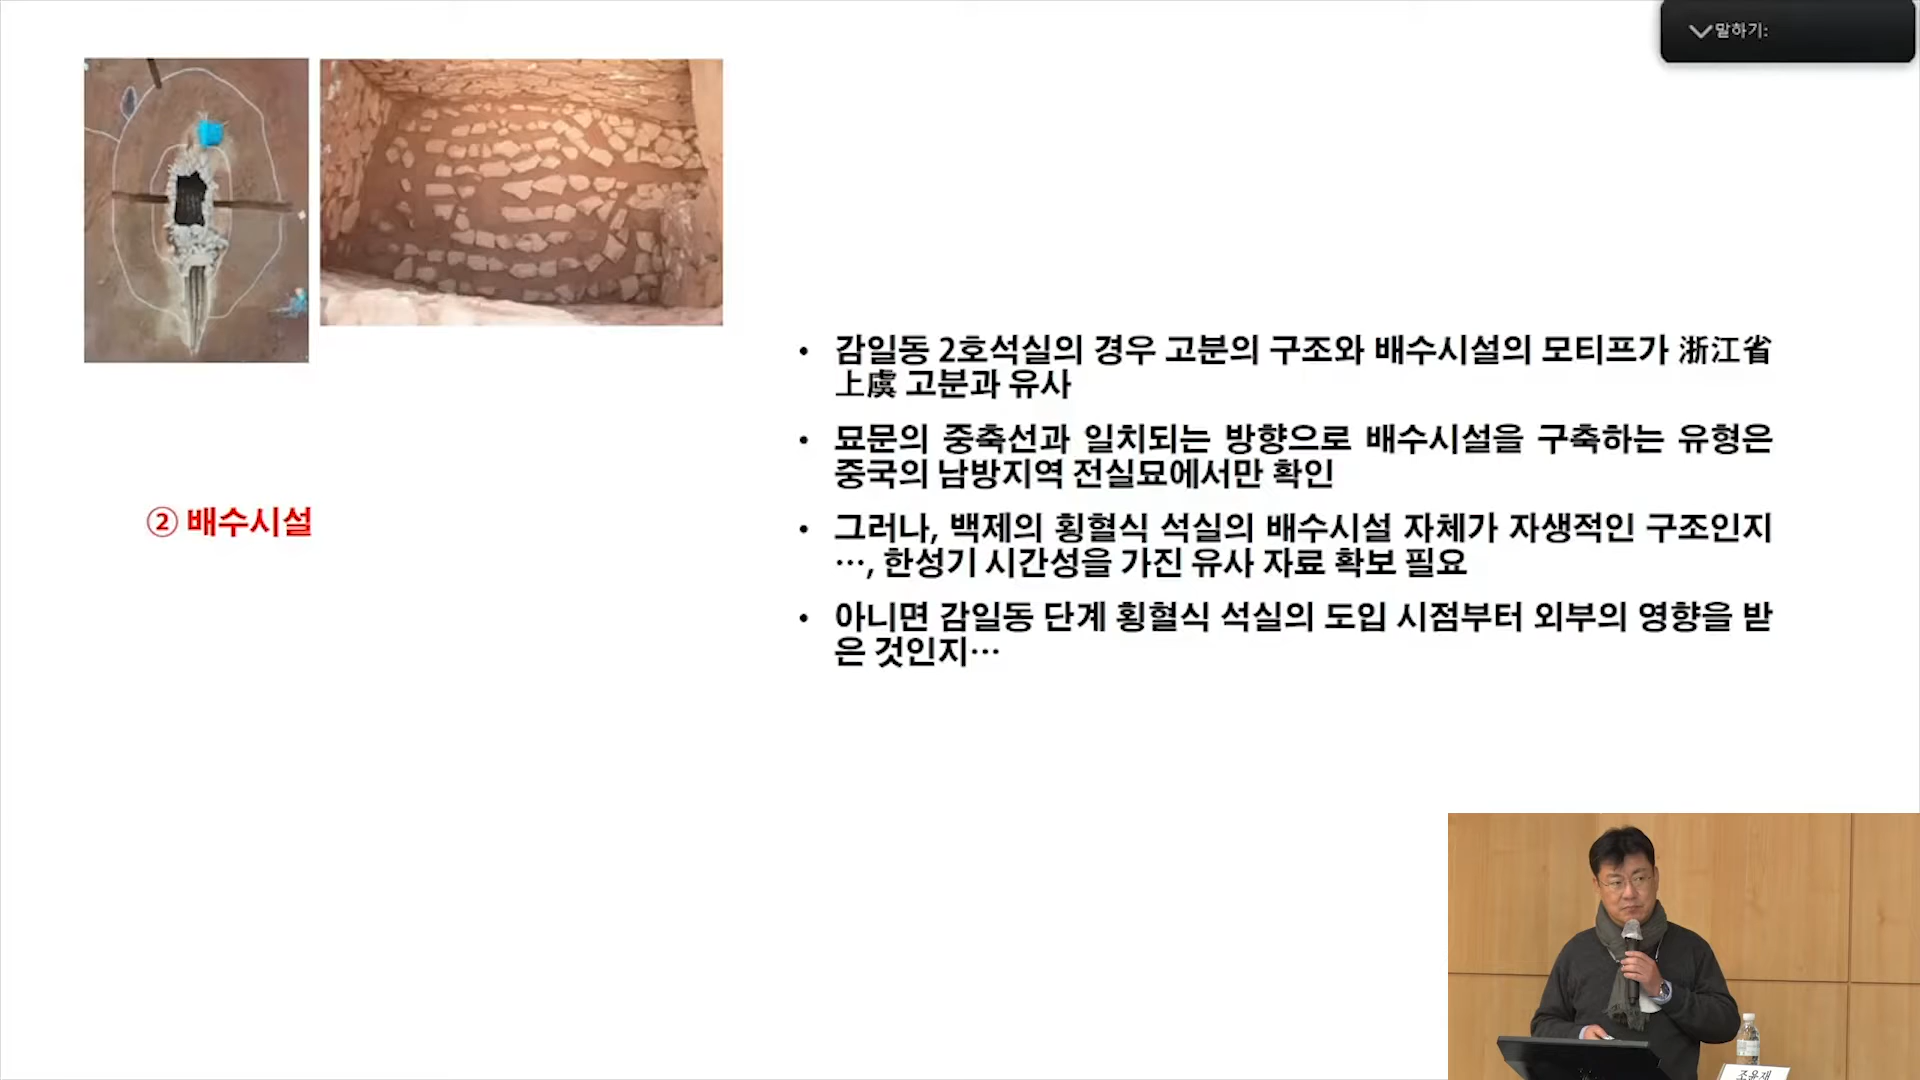 말하기:
② 배수시설
• 감일동 2호석실의 경우 고분의 구조와 배수시설의 모티프가 浙江省
上虞 고분과 유사
• 묘문의 중축선과 일치되는 방향으로 배수시설을 구축하는 유형은
중국의 남방지역 전실묘에서만 확인
• 그러나, 백제의 횡혈식 석실의 배수시설 자체가 자생적인 구조인지
…, 한성기 시간성을 가진 유사 자료 확보 필요
• 아니면 감일동 단계 횡혈식 석실의 도입 시점부터 외부의 영향을 받
은 것인지…
조윤재